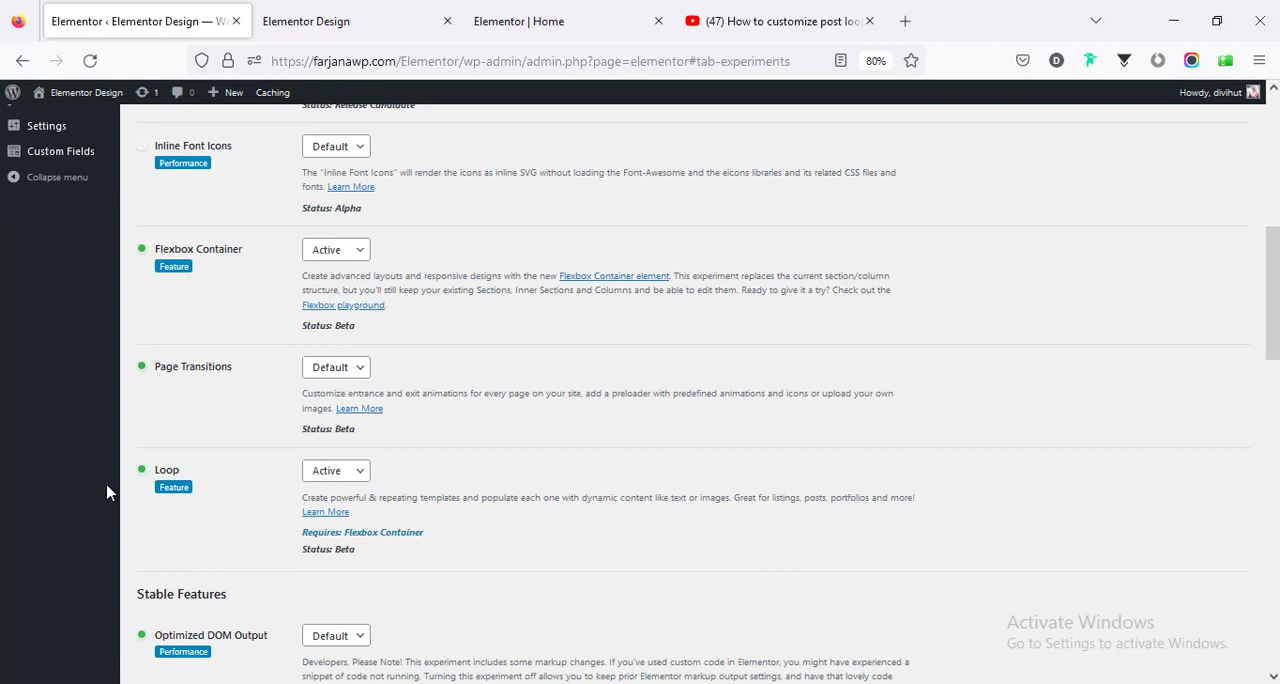 Elementor ‹ Elementor Design — W
Elementor Design
Elementor | Home
(47) How to customize post loo
https://farjanawp.com/Elementor/wp-admin/admin.php?page=elementor#tab-experiments
80%
Elementor Design
1
0
New
Caching
Howdy, divihut
Settings
Custom Fields
Collapse menu
Status: Release Candidate
Inline Font Icons
Performance
Default
The "Inline Font Icons" will render the icons as inline SVG without loading the Font-Awesome and the eicons libraries and its related CSS files and
fonts. Learn More
Status: Alpha
Flexbox Container
Feature
Active
Create advanced layouts and responsive designs with the new Flexbox Container element. This experiment replaces the current section/column
structure, but you'll still keep your existing Sections, Inner Sections and Columns and be able to edit them. Ready to give it a try? Check out the
Flexbox playground.
Status: Beta
Page Transitions
Default
Customize entrance and exit animations for every page on your site, add a preloader with predefined animations and icons or upload your own
images. Learn More
Status: Beta
Loop
Feature
Active
Create powerful & repeating templates and populate each one with dynamic content like text or images. Great for listings, posts, portfolios and more!
Learn More
Requires: Flexbox Container
Status: Beta
Stable Features
Optimized DOM Output
Performance
Default
Developers, Please Note! This experiment includes some markup changes. If you've used custom code in Elementor, you might have experienced a
snippet of code not running. Turning this experiment off allows you to keep prior Elementor markup output settings, and have that lovely code
Activate Windows
Go to Settings to activate Windows.